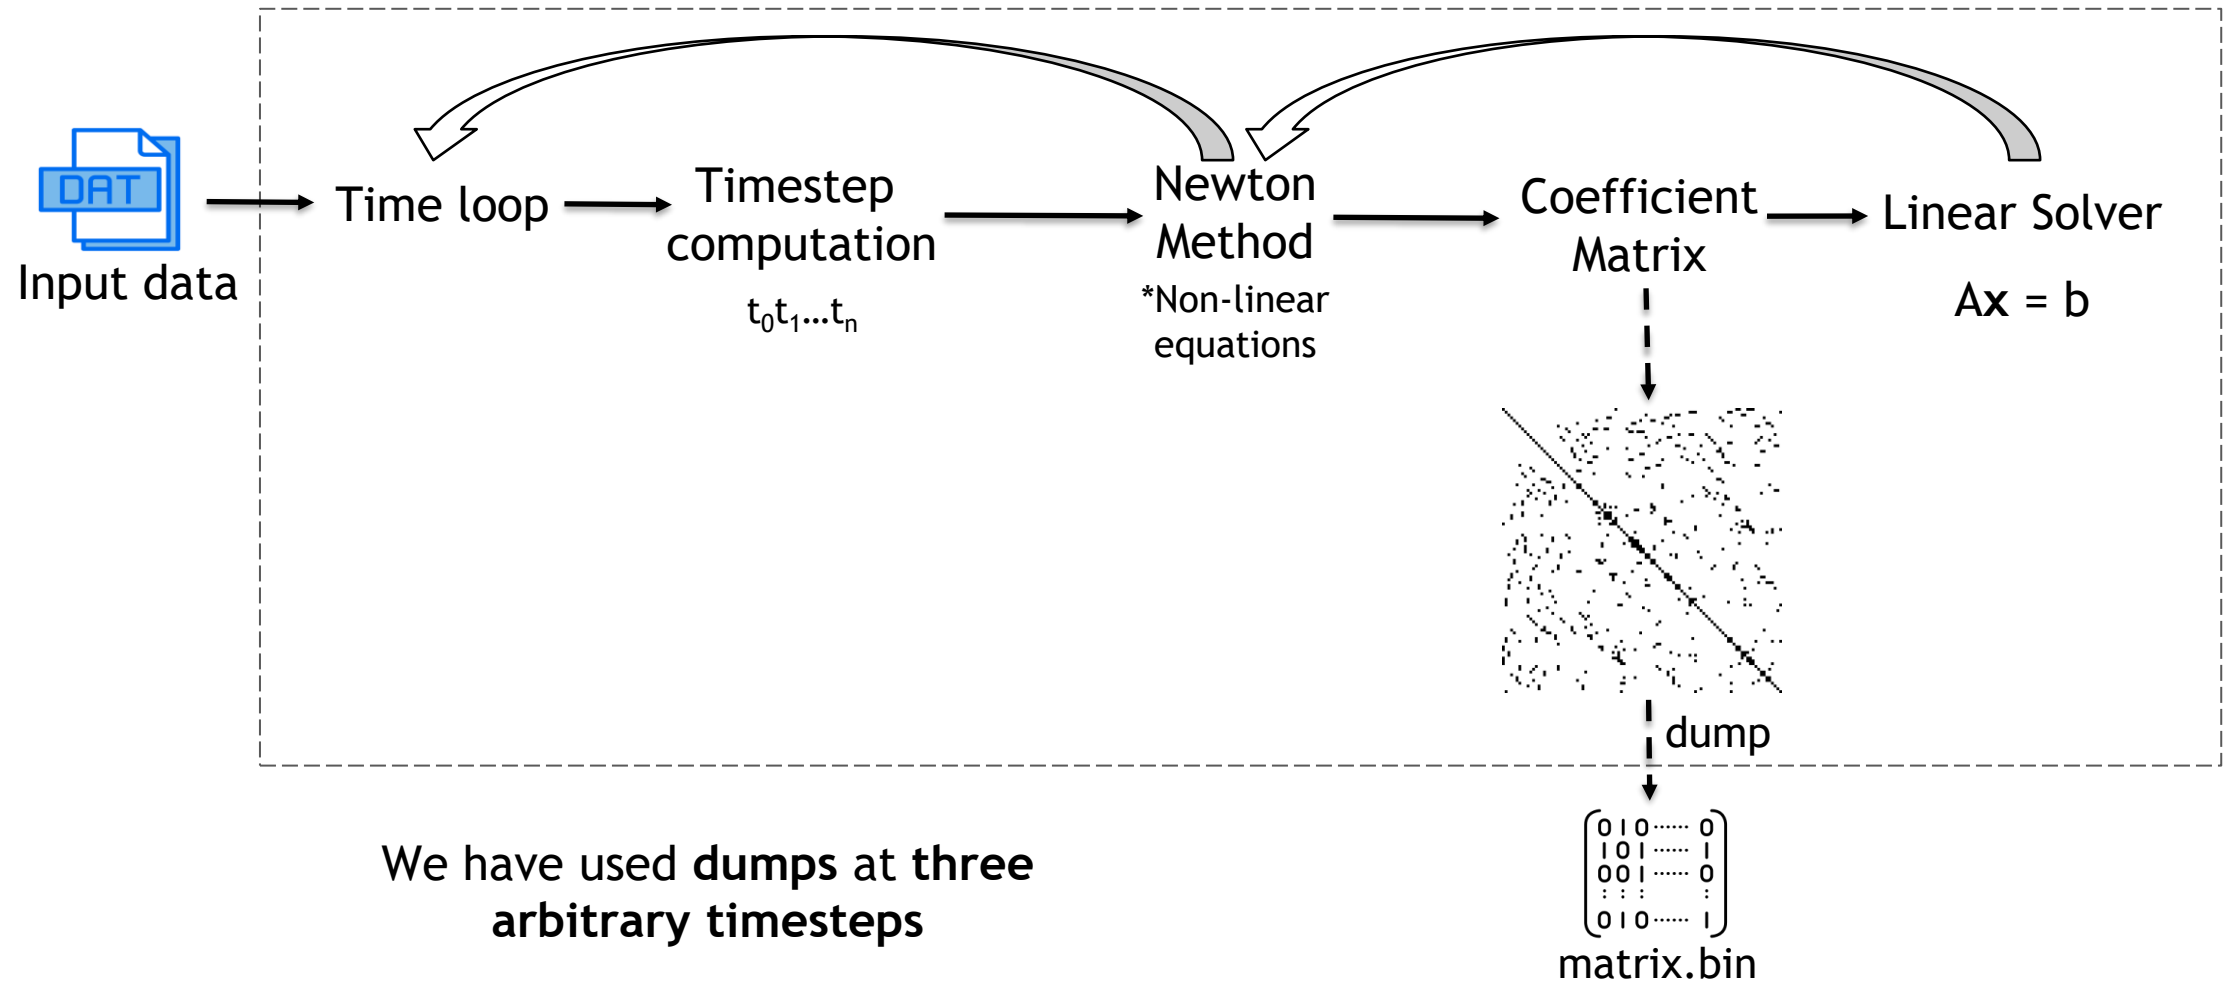 DAT
Input data
Time loop
Timestep
computation
t₀t₁...tₙ
Newton
Method
*Non-linear
equations
Coefficient
Matrix
Linear Solver
Ax = b
dump
0 1 0 ...... 0
1 0 1 ...... 1
0 0 1 ...... 0
: : : :
0 1 0 ...... 1
matrix.bin
We have used dumps at three
arbitrary timesteps